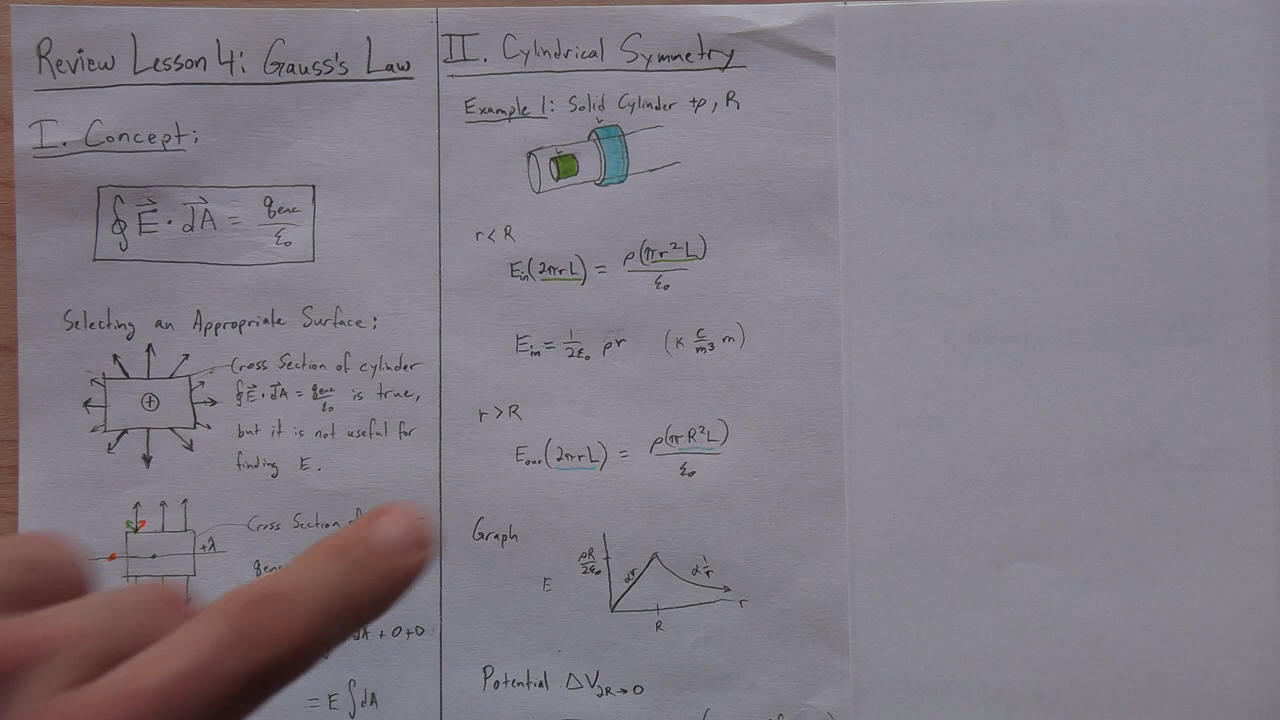 Review Lesson 4: Gauss's Law
I. Concept:
∮ E⃗ · dA⃗ = q_enc / ε₀
Selecting an Appropriate Surface:
Cross Section of cylinder
∮ E⃗ · dA⃗ = q_enc / ε₀ is true,
but it is not useful for
finding E.
+
Cross Section
+λ
dA + 0 + 0
= E ∫ dA
II. Cylindrical Symmetry
Example 1: Solid Cylinder +ρ, R
r < R
E_in (2πrL) = ρ(πr²L) / ε₀
E_in = 1/2ε₀ ρr (K C/m³ m)
r > R
E_out (2πrL) = ρ(πR²L) / ε₀
Graph
ρR/2ε₀
E
αr
α 1/r
r
R
Potential ΔV_2R→0